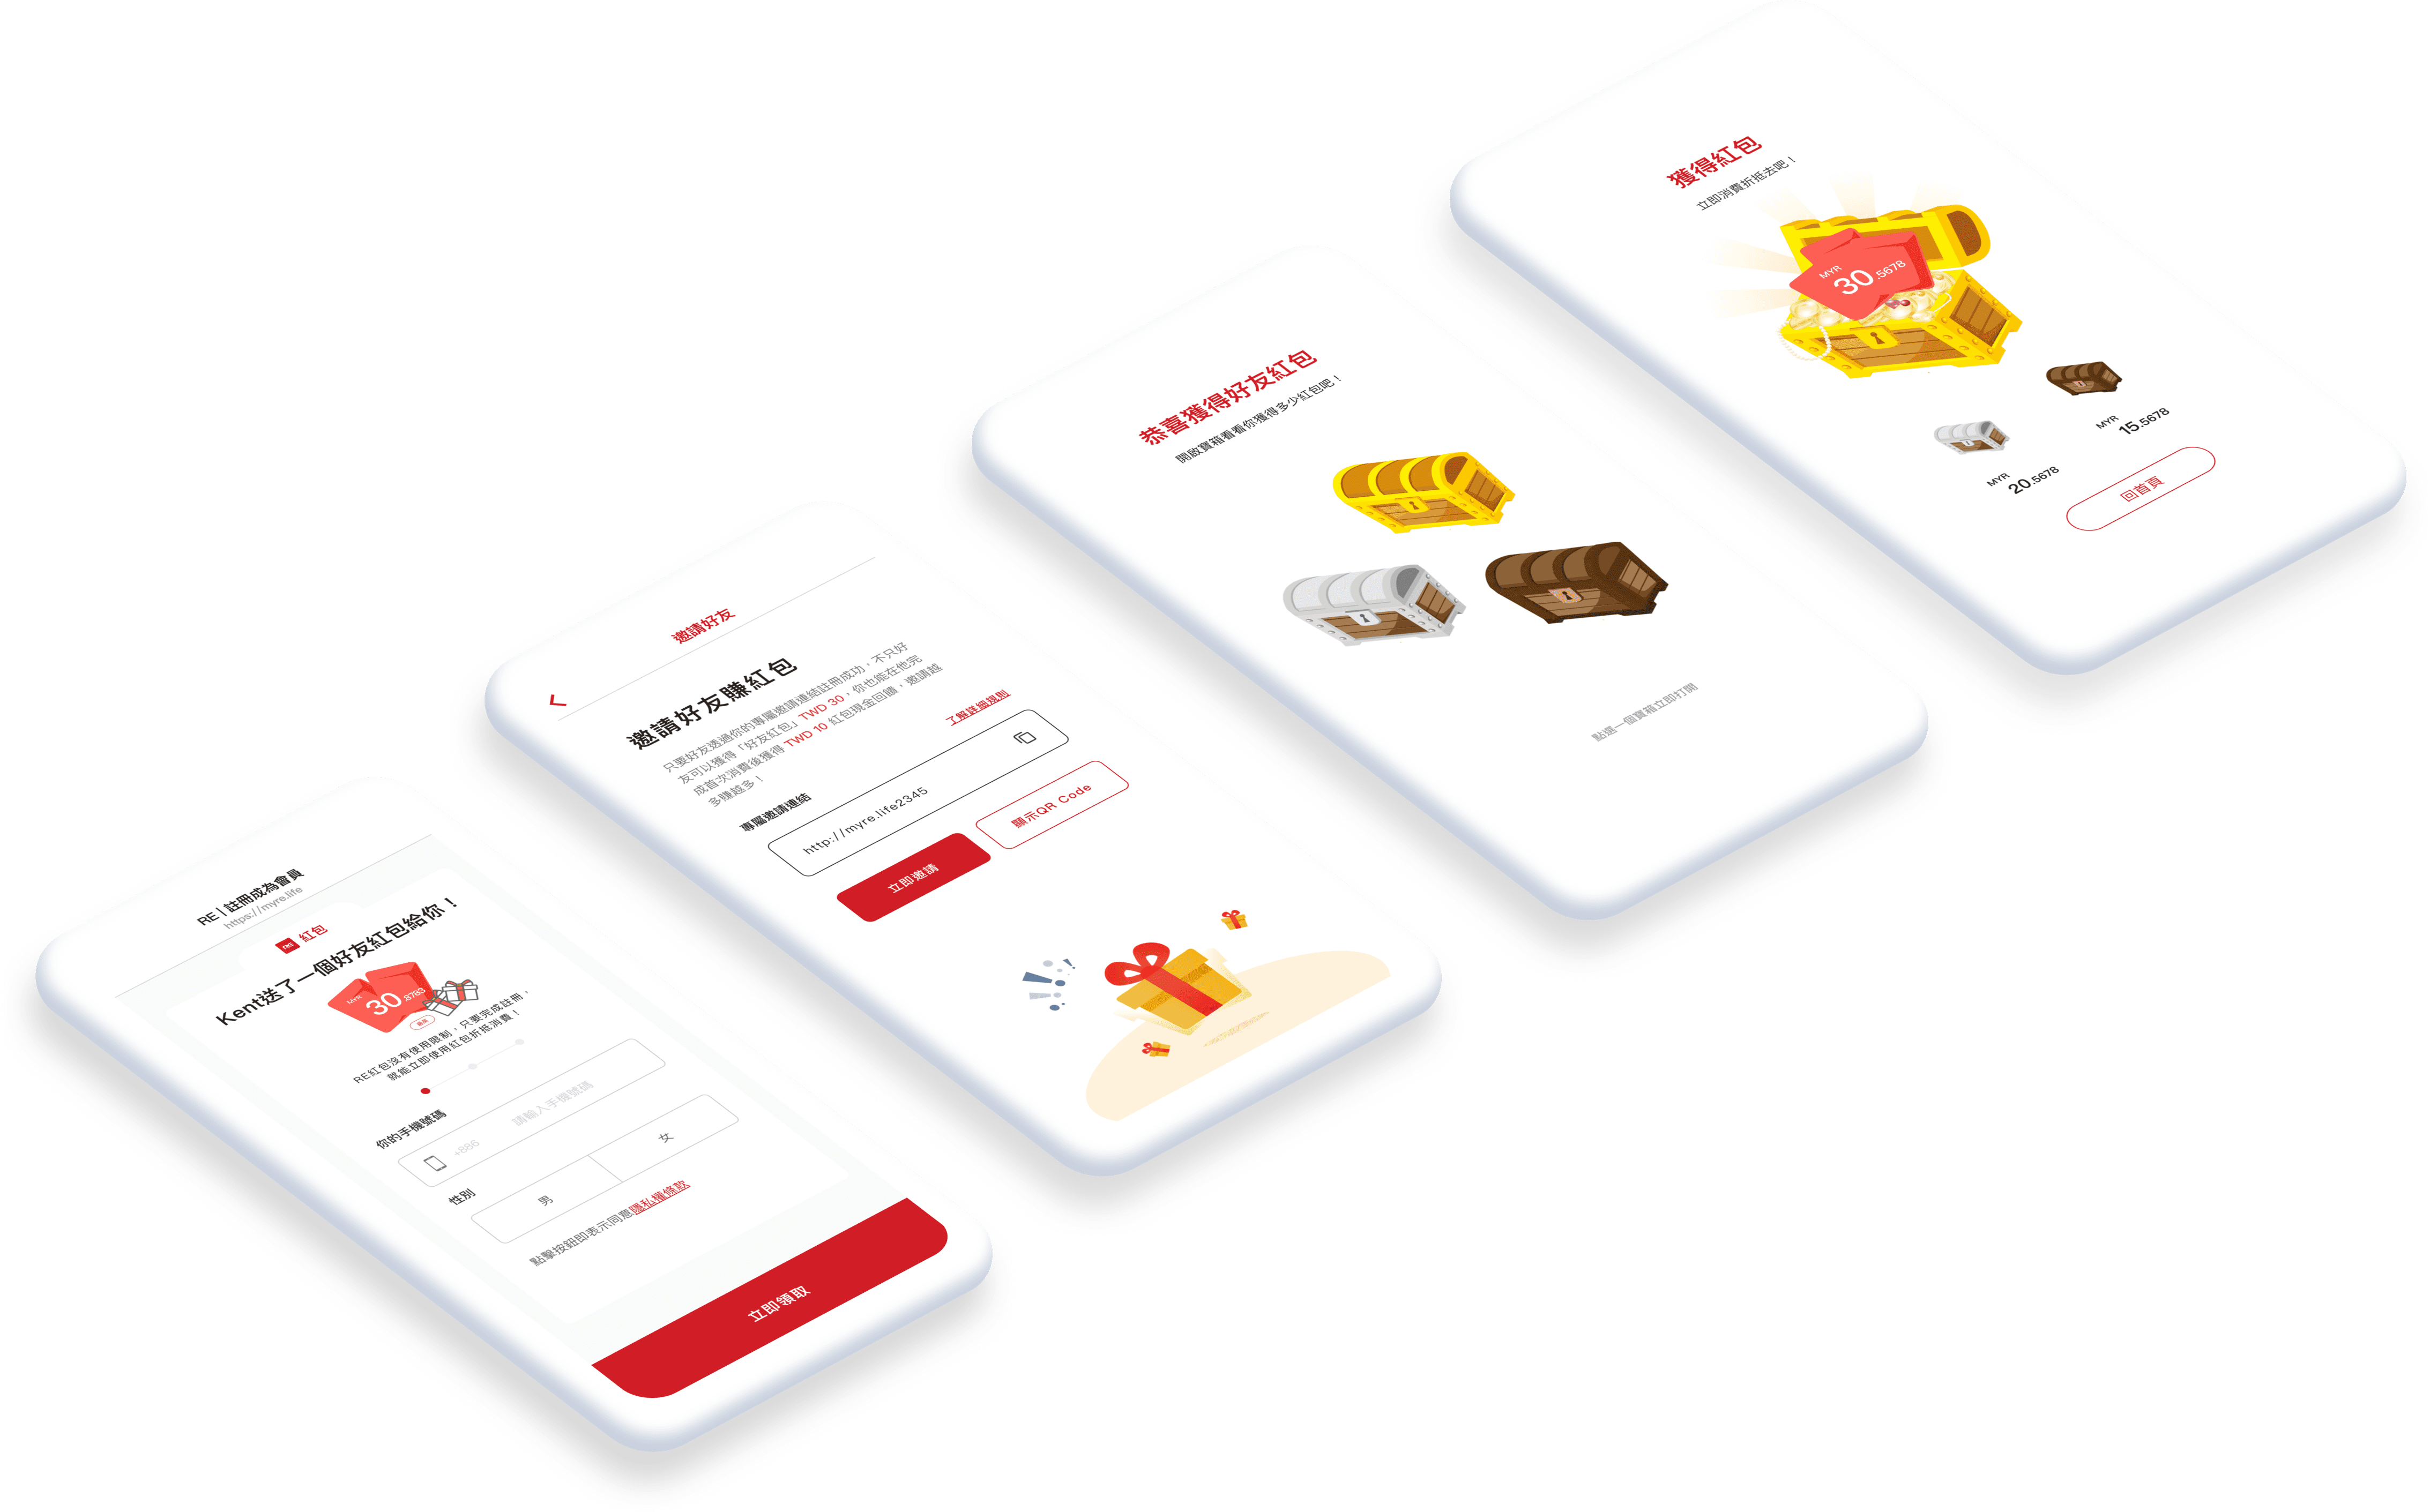 RE | 註冊成為會員
https://myre.life
紅包
Kent送了一個好友紅包給你！
MYR
30.8783
RE紅包沒有使用限制，只要完成註冊，
就能立即使用紅包折抵消費！
你的手機號碼
+886 請輸入手機號碼
性別
男 女
點擊按鈕即表示同意隱私權條款
立即領取
邀請好友
邀請好友賺紅包
只要好友透過你的專屬邀請連結註冊成功，不只好
友可以獲得「好友紅包」TWD 30，你也能在他完
成首次消費後獲得 TWD 10 紅包現金回饋，邀請越
多賺越多！
了解詳細規則
專屬邀請連結
http://myre.life2345
立即邀請
顯示QR Code
恭喜獲得好友紅包
開啟寶箱看看你獲得多少紅包吧！
點選一個寶箱立即打開
獲得紅包
立即消費折抵去吧！
MYR
30.5678
MYR
20.5678
MYR
15.5678
回首頁